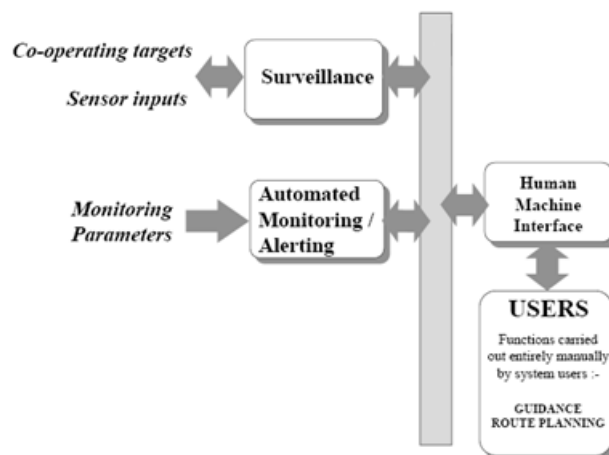 Co-operating targets
Sensor inputs
Surveillance
Monitoring
Parameters
Automated
Monitoring /
Alerting
Human
Machine
Interface
USERS
Functions carried
out entirely manually
by system users :-
GUIDANCE
ROUTE PLANNING